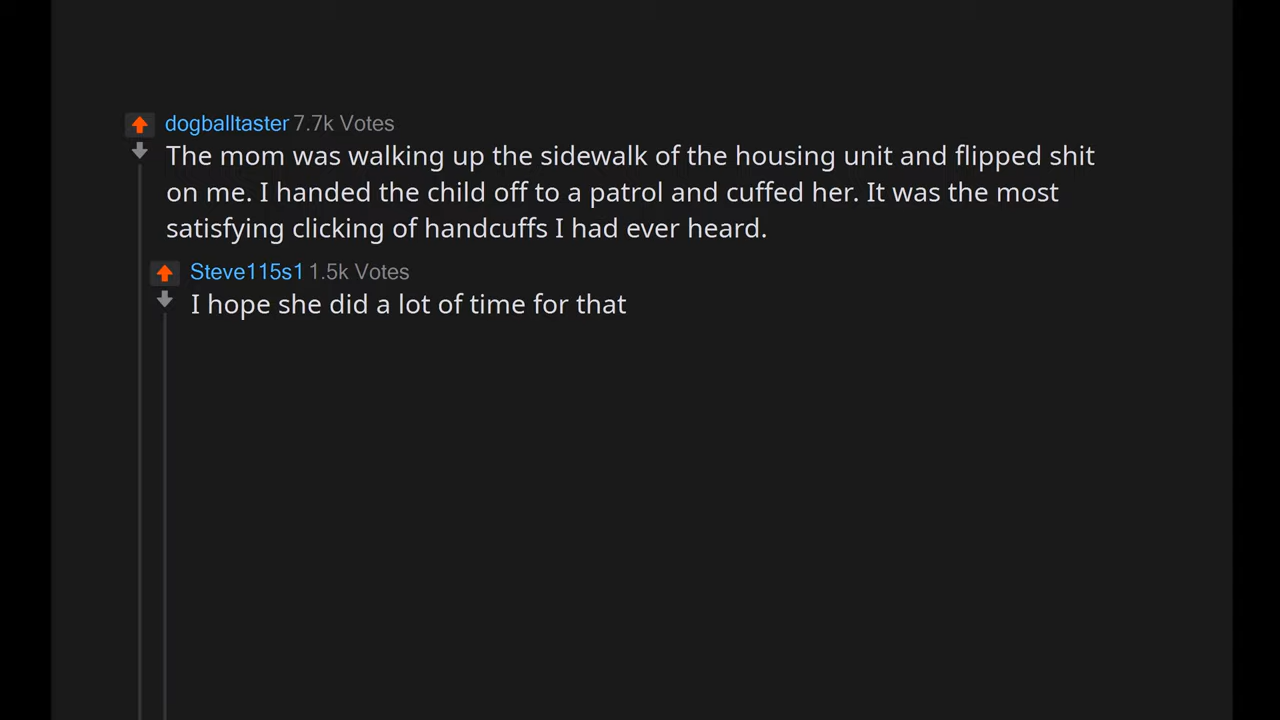 dogballtaster 7.7k Votes
The mom was walking up the sidewalk of the housing unit and flipped shit
on me. I handed the child off to a patrol and cuffed her. It was the most
satisfying clicking of handcuffs I had ever heard.
Steve115s1 1.5k Votes
I hope she did a lot of time for that